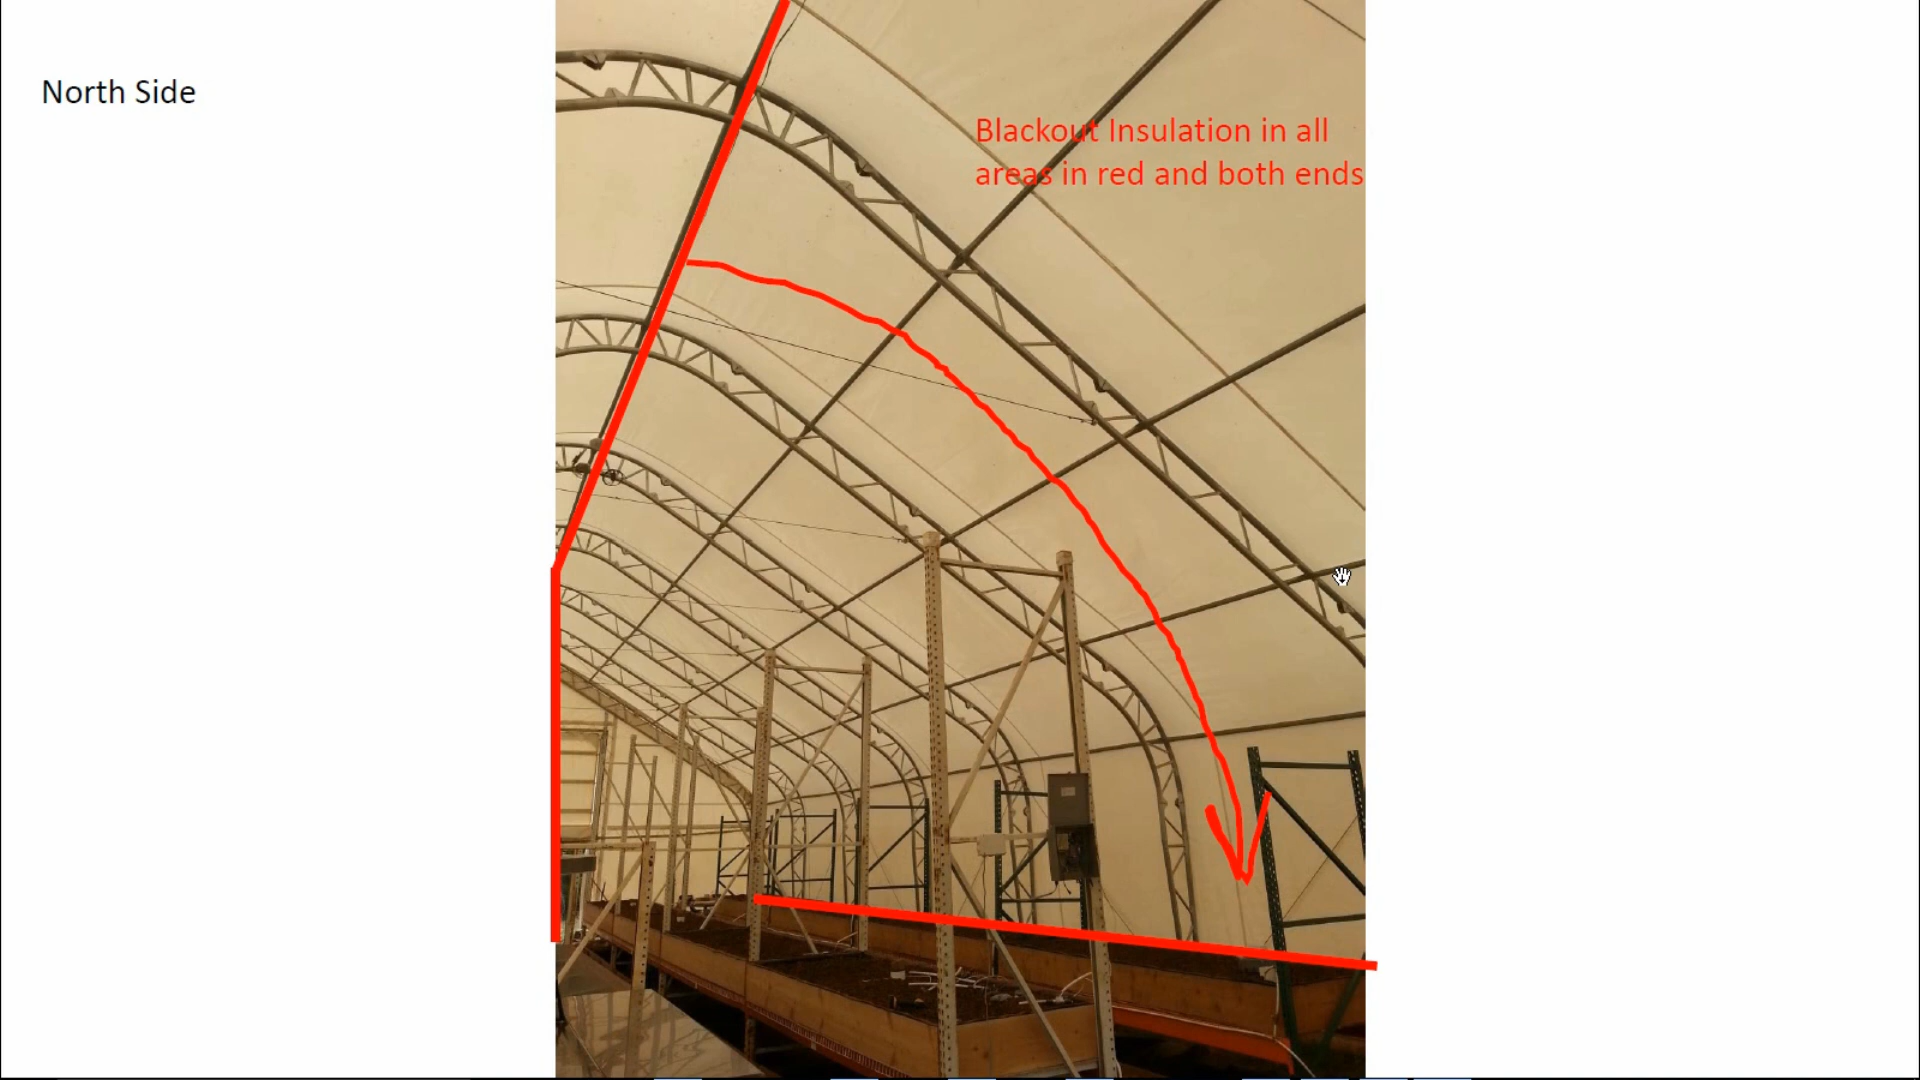 North Side
Blackout Insulation in all
areas in red and both ends